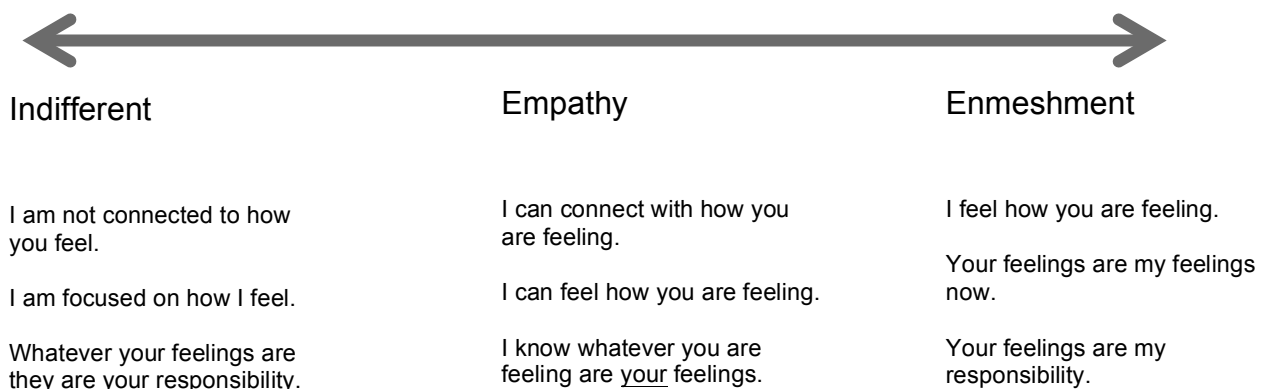 Indifferent
Empathy
Enmeshment
I am not connected to how
you feel.
I am focused on how I feel.
Whatever your feelings are
they are your responsibility.
I can connect with how you
are feeling.
I can feel how you are feeling.
I know whatever you are
feeling are your feelings.
I feel how you are feeling.
Your feelings are my feelings
now.
Your feelings are my
responsibility.